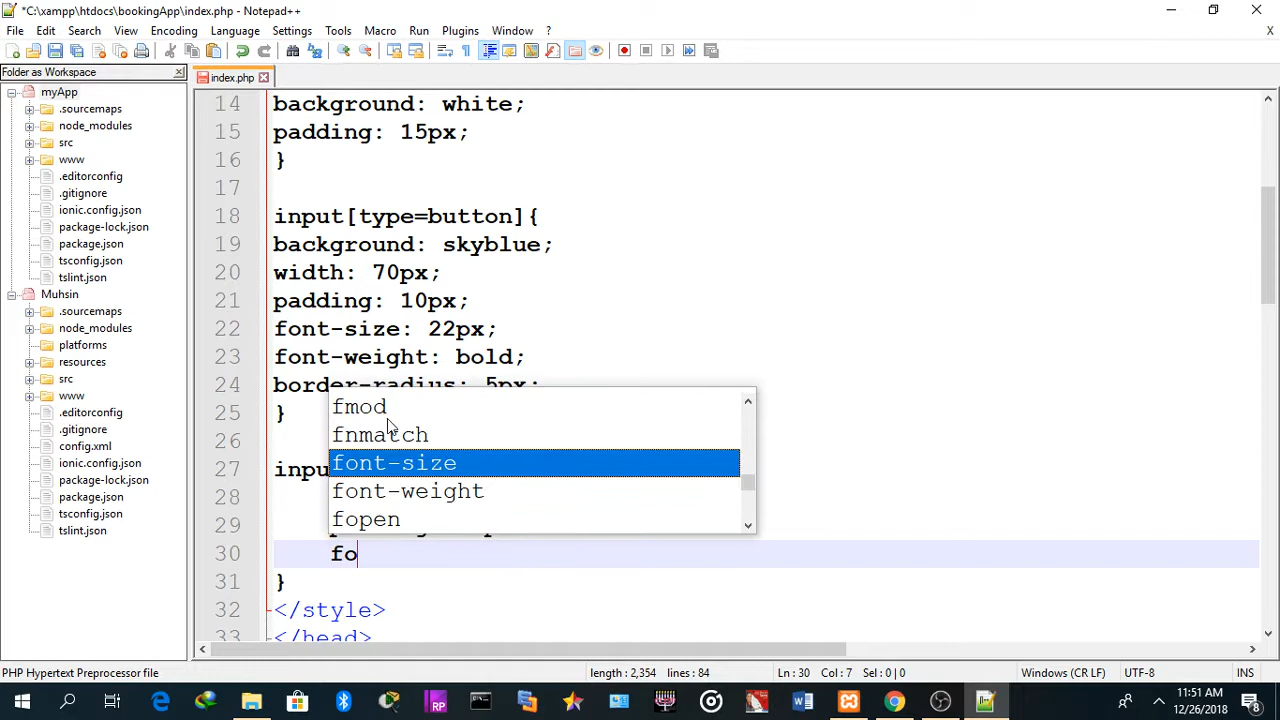 *C:\xampp\htdocs\bookingApp\index.php - Notepad++
File Edit Search View Encoding Language Settings Tools Macro Run Plugins Window ? X
Folder as Workspace
index.php
myApp
.sourcemaps
node_modules
src
www
.editorconfig
.gitignore
ionic.config.json
package-lock.json
package.json
tsconfig.json
tslint.json
Muhsin
.sourcemaps
node_modules
platforms
resources
src
www
.editorconfig
.gitignore
config.xml
ionic.config.json
package-lock.json
package.json
tsconfig.json
tslint.json
14 background: white;
15 padding: 15px;
16 }
17
18 input[type=button]{
19 background: skyblue;
20 width: 70px;
21 padding: 10px;
22 font-size: 22px;
23 font-weight: bold;
24 border-radius: 5px;
25 }
26
27 inpu
28
29
30 fo
31 }
32 </style>
33 </head>
fmod
fnmatch
font-size
font-weight
fopen
PHP Hypertext Preprocessor file length : 2,354 lines : 84 Ln : 30 Col : 7 Sel : 0 | 0 Windows (CR LF) UTF-8 INS
RP
W
11:51 AM
12/26/2018
8